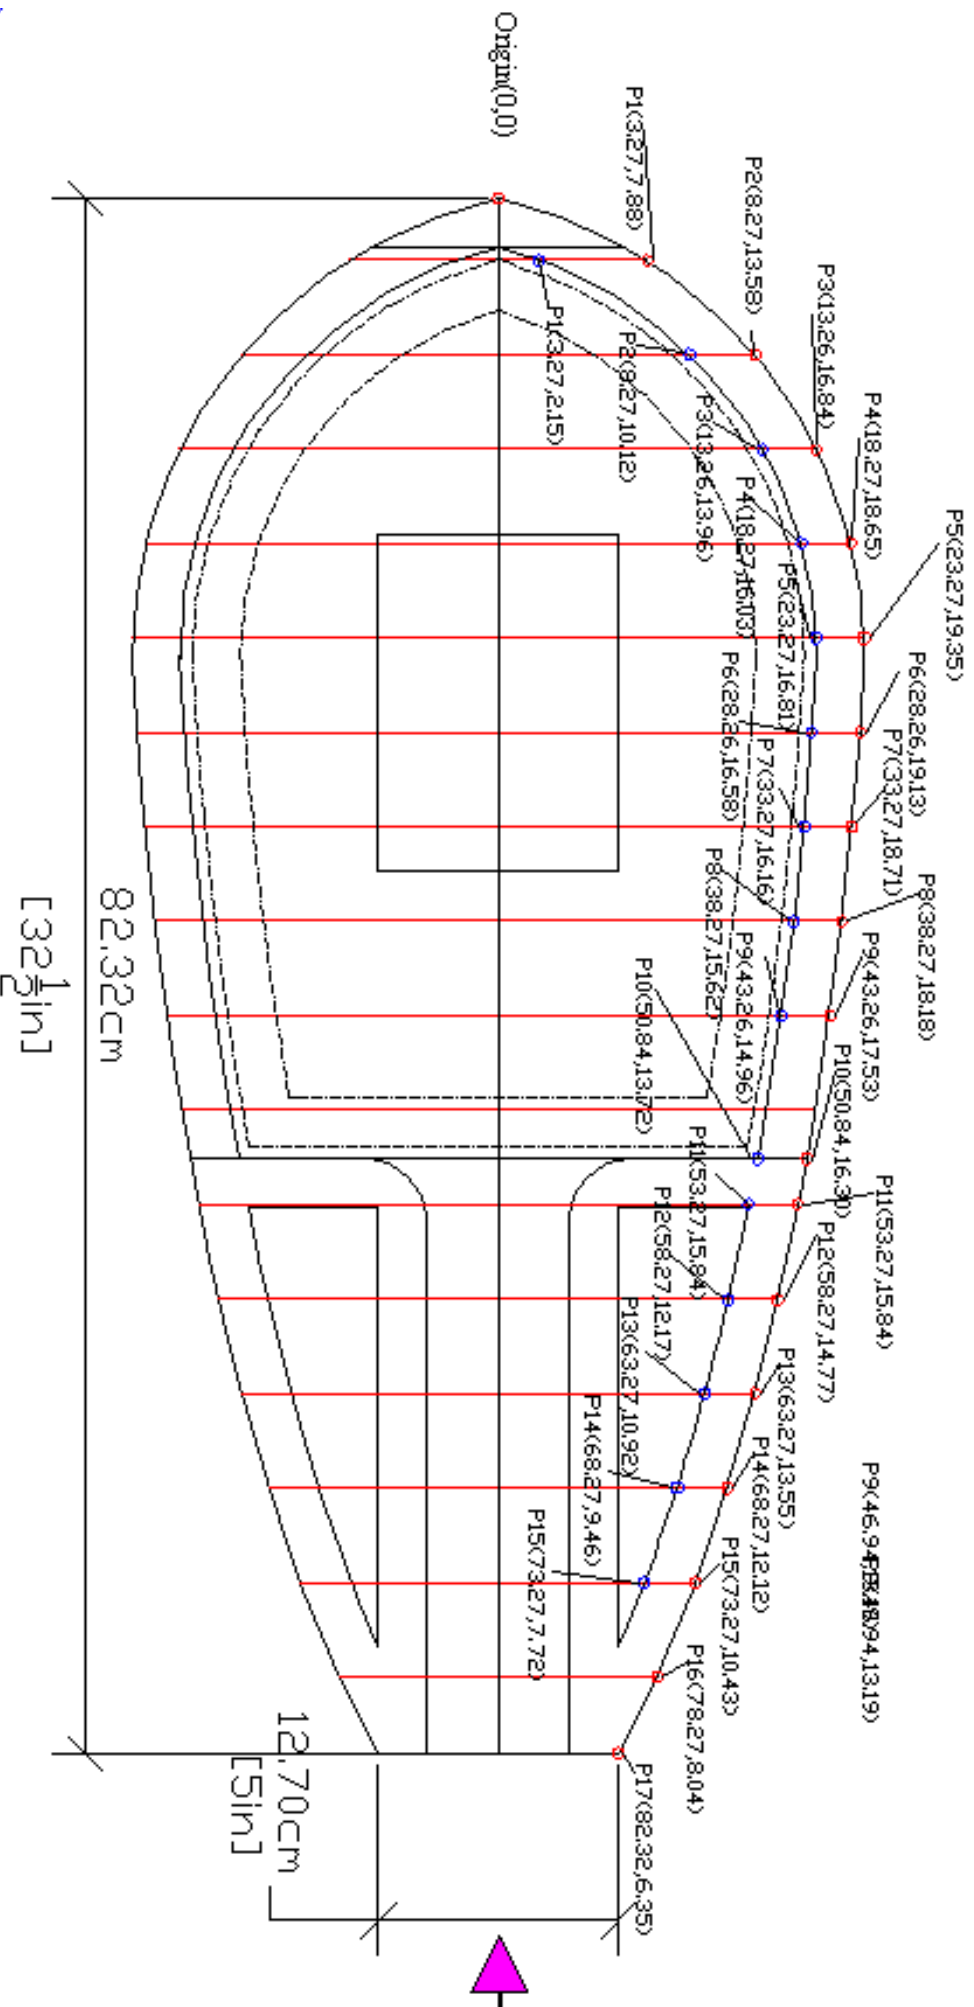 Origin(0,0)
P1(3.27,7.88)
P2(8.27,13.58)
P3(13.26,16.84)
P4(18.27,18.65)
P5(23.27,19.35)
P6(28.26,19.13)
P7(33.27,18.71)
P8(38.27,18.18)
P9(43.26,17.53)
P10(50.84,16.30)
P11(53.27,15.84)
P12(58.27,14.77)
P13(63.27,13.55)
P14(68.27,12.12)
P15(73.27,10.43)
P16(78.27,8.04)
P17(82.32,6.35)
P1(3.27,2.15)
P2(8.27,10.12)
P3(13.26,13.96)
P4(18.27,16.03)
P5(23.27,16.81)
P6(28.26,16.58)
P7(33.27,16.16)
P8(38.27,15.62)
P9(43.26,14.96)
P10(50.84,13.72)
P11(53.27,15.84)
P12(58.27,12.17)
P13(63.27,10.92)
P14(68.27,9.46)
P15(73.27,7.72)
82.32cm
[32 1/2in]
12.70cm
[5in]